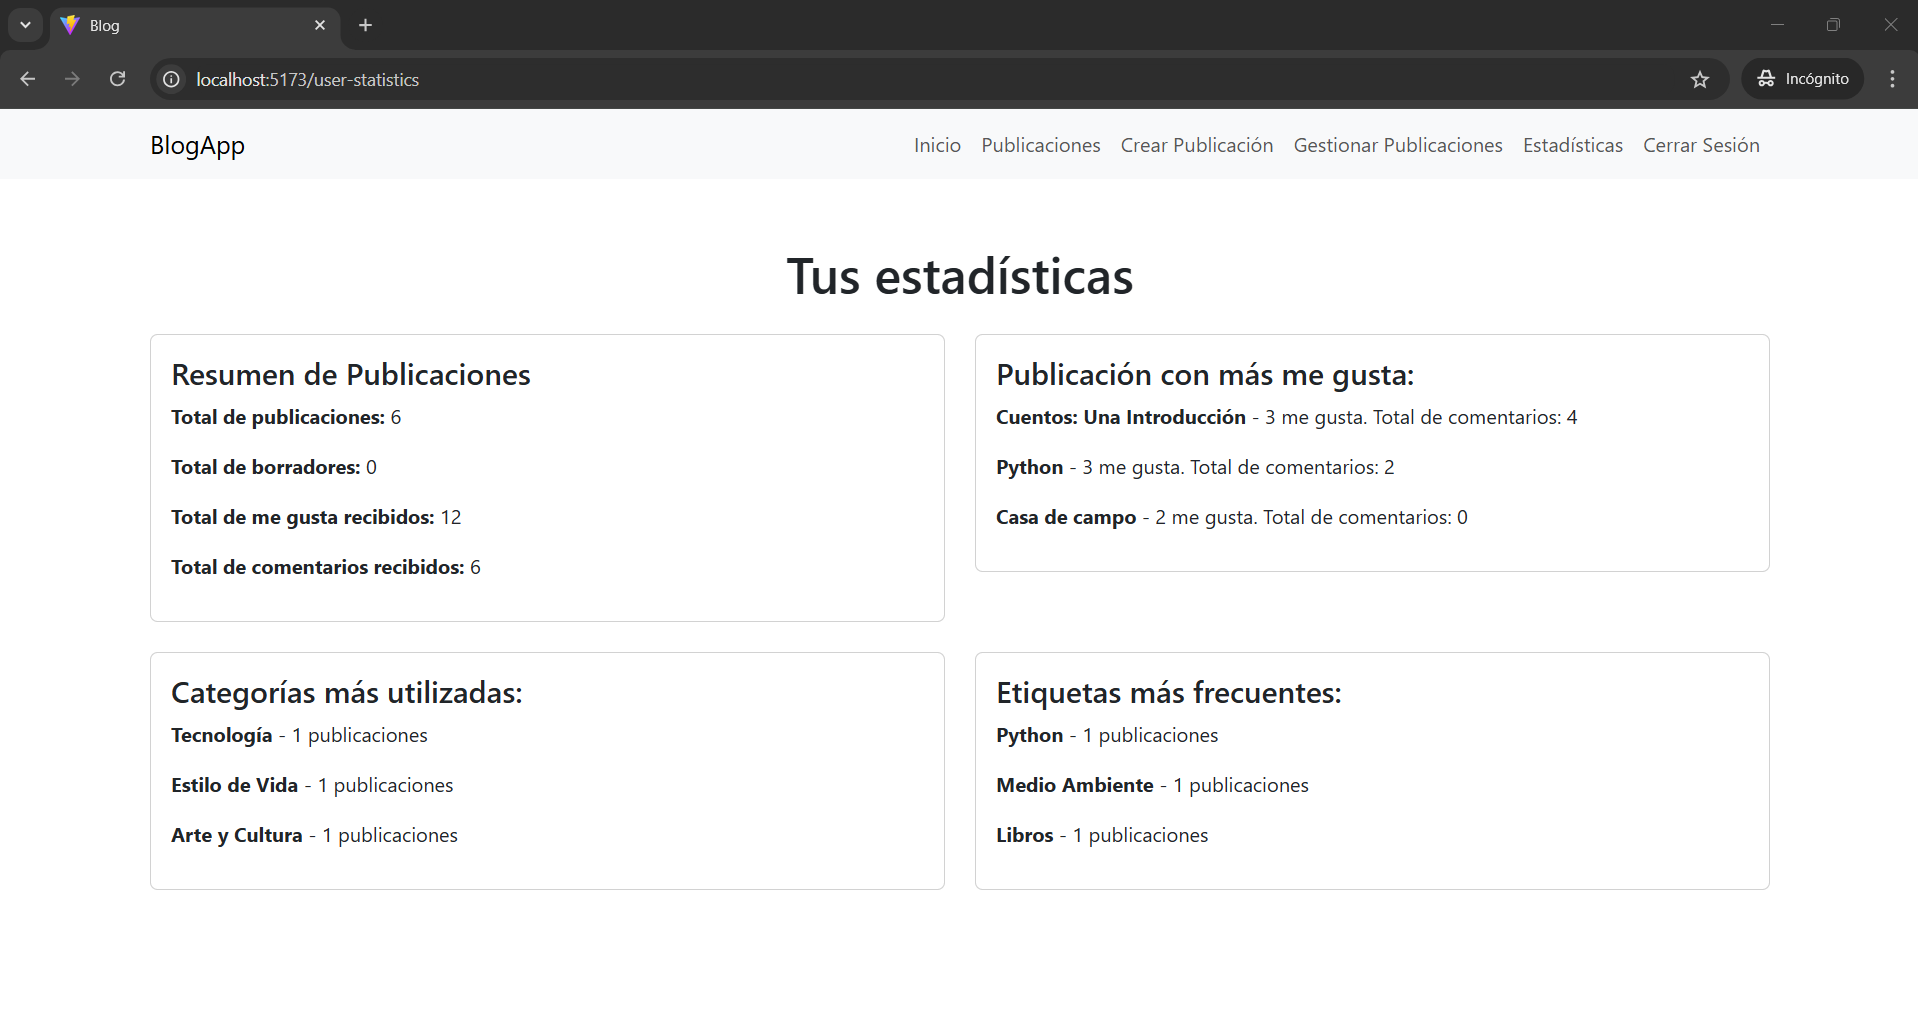 Blog
localhost:5173/user-statistics
Incógnito
BlogApp
Inicio Publicaciones Crear Publicación Gestionar Publicaciones Estadísticas Cerrar Sesión
Tus estadísticas
Resumen de Publicaciones
Total de publicaciones: 6
Total de borradores: 0
Total de me gusta recibidos: 12
Total de comentarios recibidos: 6
Publicación con más me gusta:
Cuentos: Una Introducción - 3 me gusta. Total de comentarios: 4
Python - 3 me gusta. Total de comentarios: 2
Casa de campo - 2 me gusta. Total de comentarios: 0
Categorías más utilizadas:
Tecnología - 1 publicaciones
Estilo de Vida - 1 publicaciones
Arte y Cultura - 1 publicaciones
Etiquetas más frecuentes:
Python - 1 publicaciones
Medio Ambiente - 1 publicaciones
Libros - 1 publicaciones